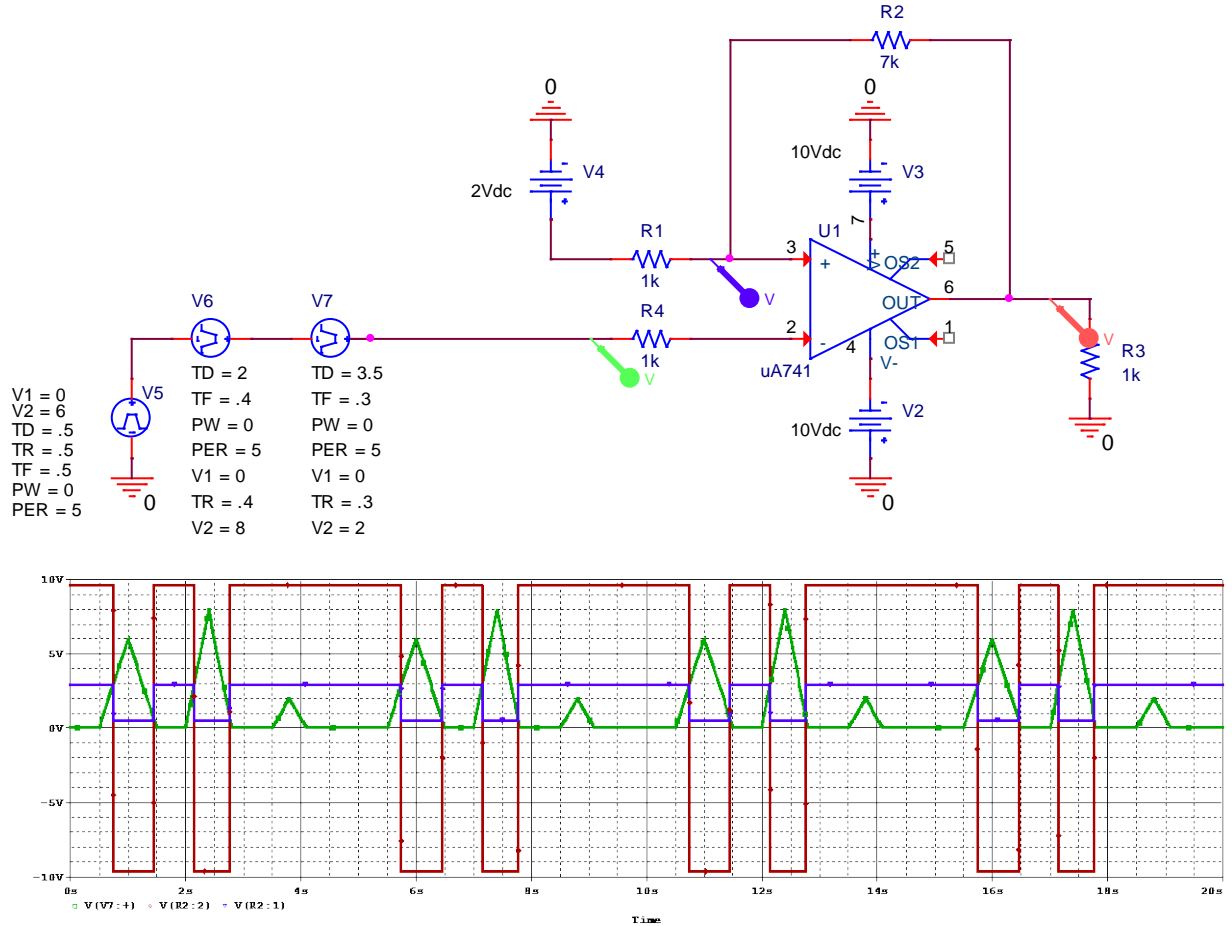 R2
7k
0
0
10Vdc
V4
V3
2Vdc
7
R1
U1
3
5
1k
+
V+
OS2
6
V
OUT
V6
V7
R4
2
1
-
4
OS1
V
R3
1k
V-
1k
V
uA741
TD = 2
TD = 3.5
V5
V1 = 0
TF = .4
TF = .3
V2
V2 = 6
PW = 0
PW = 0
10Vdc
TD = .5
TR = .5
PER = 5
PER = 5
0
TF = .5
V1 = 0
V1 = 0
PW = 0
0
TR = .4
TR = .3
0
PER = 5
V2 = 8
V2 = 2
10V
5V
0V
-5V
-10V
0s 2s 4s 6s 8s 10s 12s 14s 16s 18s 20s
V(V7:+) V(R2:2) V(R2:1)
Time